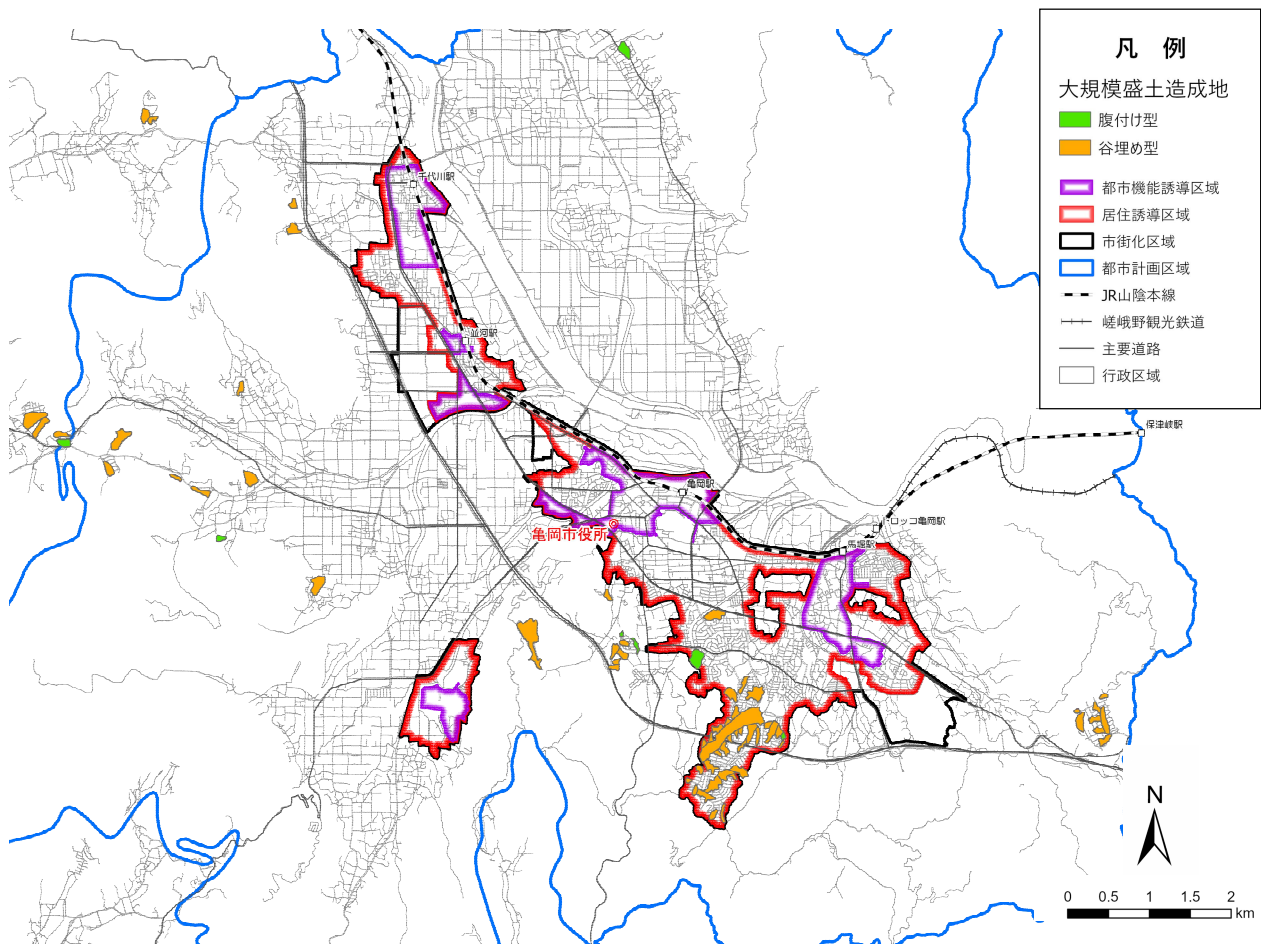 凡 例
大規模盛土造成地
腹付け型
谷埋め型
都市機能誘導区域
居住誘導区域
市街化区域
都市計画区域
JR山陰本線
嵯峨野観光鉄道
主要道路
行政区域
千代川駅
並河駅
保津峡駅
亀岡駅
トロッコ亀岡駅
亀岡市役所
馬堀駅
N
0 0.5 1 1.5 2
km